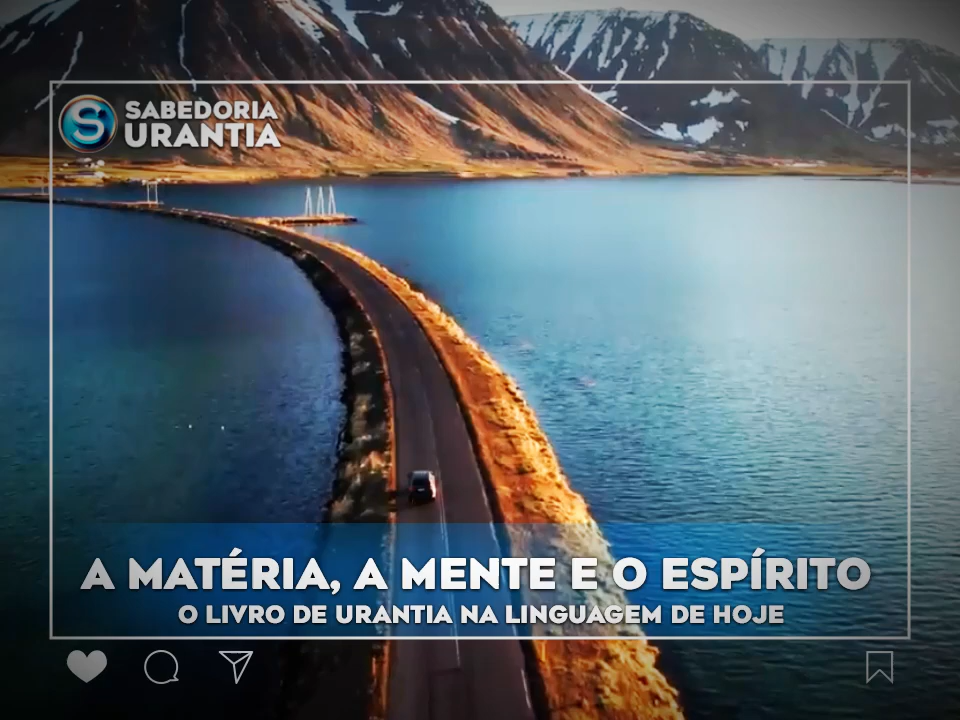 SABEDORIA
URANTIA
A MATÉRIA, A MENTE E O ESPÍRITO
O LIVRO DE URANTIA NA LINGUAGEM DE HOJE